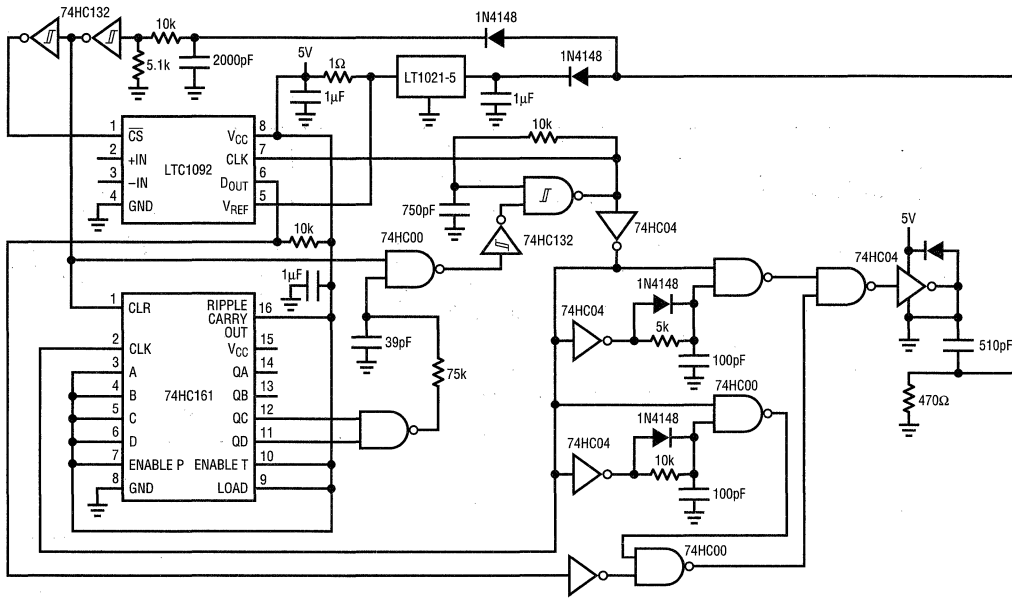 74HC132
10k
5.1k
2000pF
1N4148
1N4148
5V
1Ω
LT1021-5
1µF
1µF
1 CS 
2 +IN
3 –IN
4 GND
LTC1092
VCC 8
CLK 7
DOUT 6
VREF 5
10k
750pF
74HC132
74HC04
10k
74HC00
1µF
39pF
75k
1 CLR
2 CLK
3 A
4 B
5 C
6 D
7 ENABLE P
8 GND
74HC161
RIPPLE
CARRY 16
OUT
VCC 15
QA 14
QB 13
QC 12
QD 11
ENABLE T 10
LOAD 9
74HC04
1N4148
5k
100pF
74HC00
74HC04
1N4148
10k
100pF
74HC00
5V
74HC04
510pF
470Ω